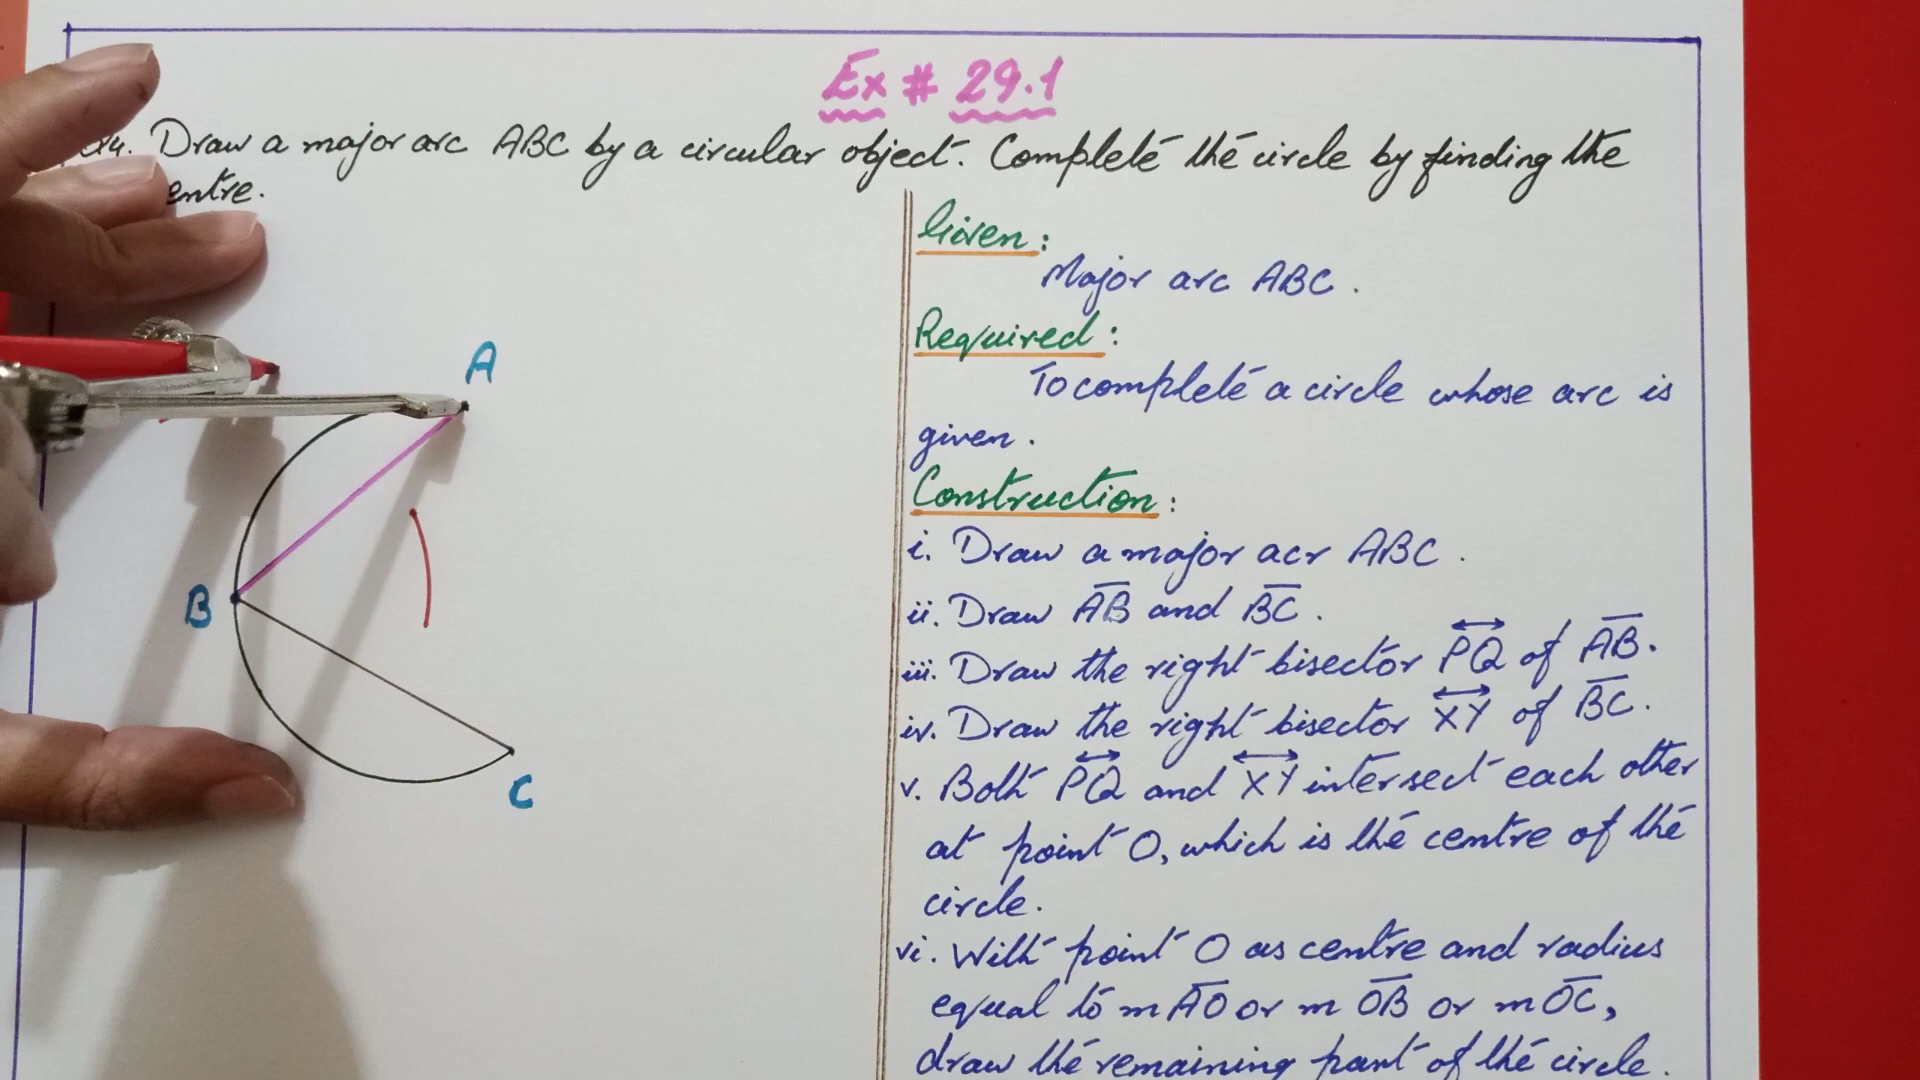 Ex # 29.1
Q4. Draw a major arc ABC by a circular object. Complete the circle by finding the
entre.
Given:
Major arc ABC.
Required:
To complete a circle whose arc is
given.
Construction:
i. Draw a major acr ABC.
ii. Draw AB and BC.
iii. Draw the right bisector PQ of AB.
iv. Draw the right bisector XY of BC.
v. Both PQ and XY intersect each other
at point O, which is the centre of the
circle.
vi. With point O as centre and radius
equal to mAO or m OB or mOC,
draw the remaining part of the circle.
A
B
C